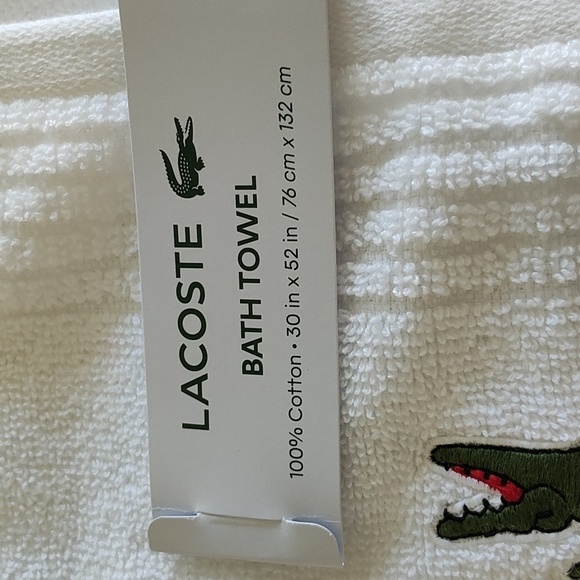 LACOSTE
BATH TOWEL
100% Cotton • 30 in x 52 in / 76 cm x 132 cm